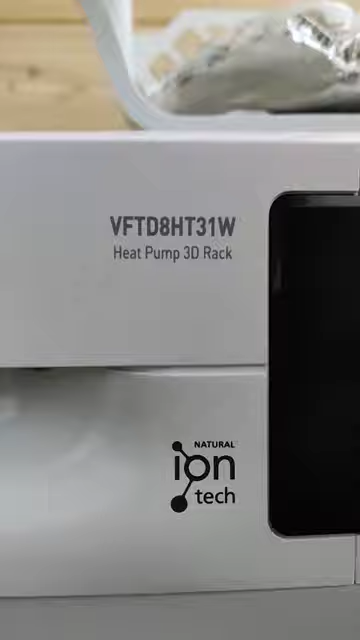 VFTD8HT31W
Heat Pump 3D Rack
NATURAL
ion
tech